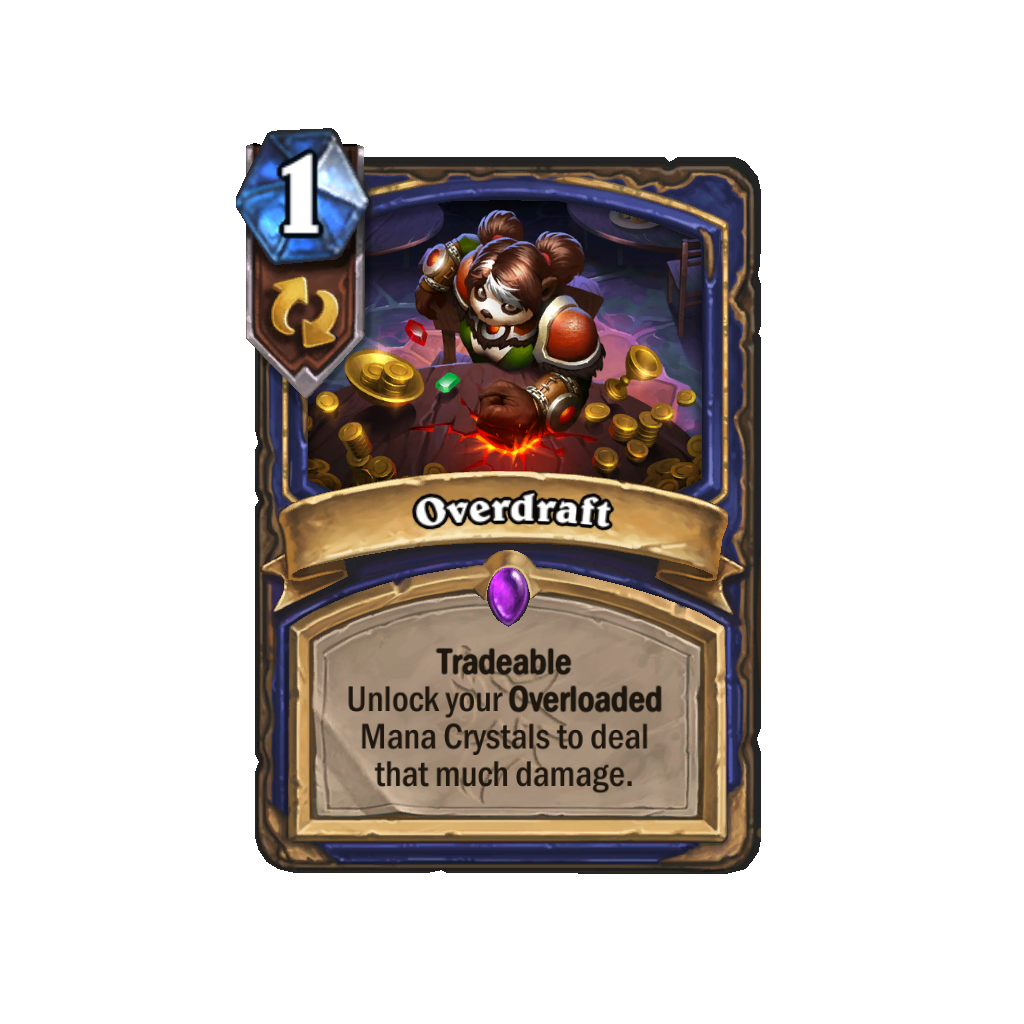 1
Overdraft
Tradeable
Unlock your Overloaded
Mana Crystals to deal
that much damage.